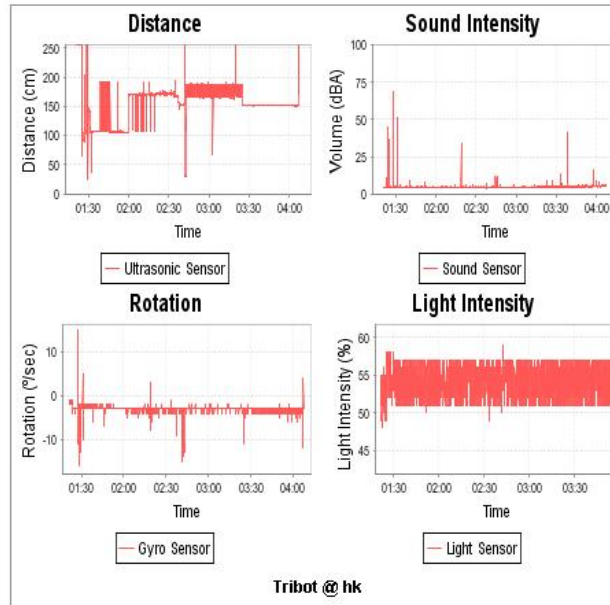 Distance
Distance (cm)
250
200
150
100
50
0
01:30 02:00 02:30 03:00 03:30 04:00
Time
Ultrasonic Sensor
Sound Intensity
Volume (dBA)
100
75
50
25
0
01:30 02:00 02:30 03:00 03:30 04:00
Time
Sound Sensor
Rotation
Rotation (º/sec)
10
0
-10
01:30 02:00 02:30 03:00 03:30 04:00
Time
Gyro Sensor
Light Intensity
Light Intensity (%)
60
55
50
45
01:30 02:00 02:30 03:00 03:30
Time
Light Sensor
Tribot @ hk